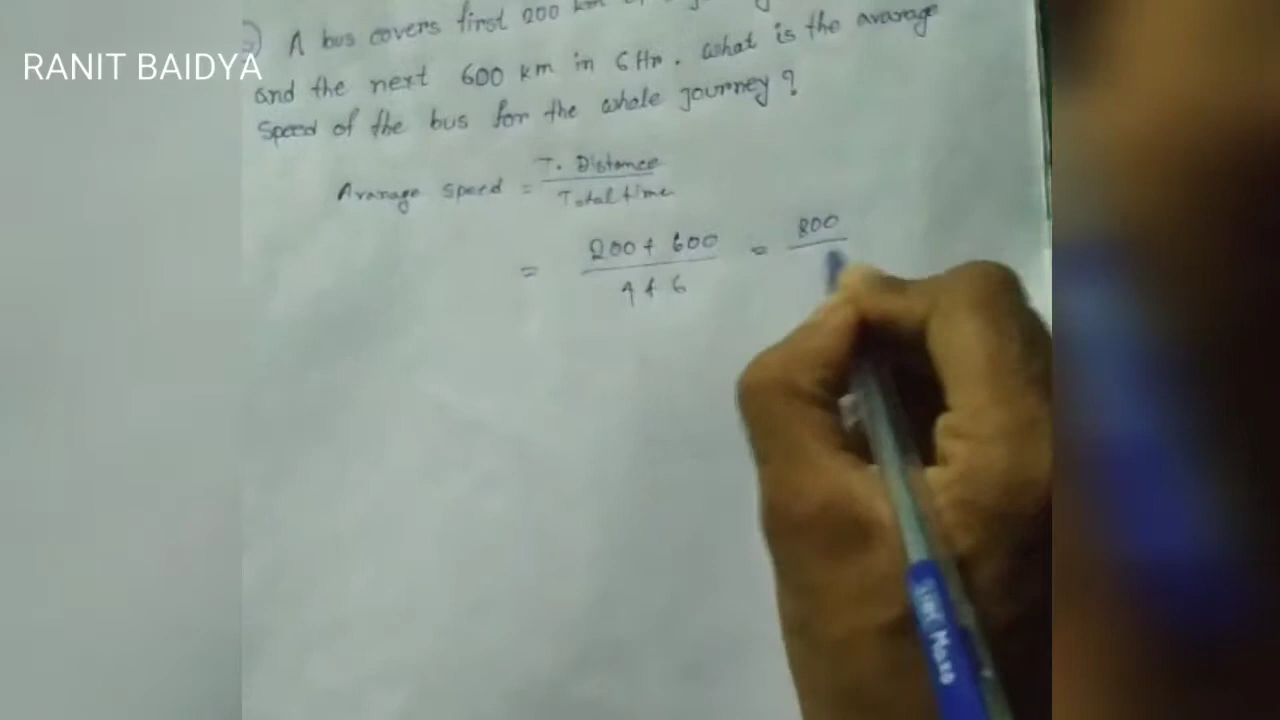 RANIT BAIDYA
A bus covers first 200 km
and the next 600 km in 6 Hr. what is the avarage
Speed of the bus for the whole journey ?
Avarage speed = T. Distance / Total time
= 200 + 600 / 4 + 6 = 800